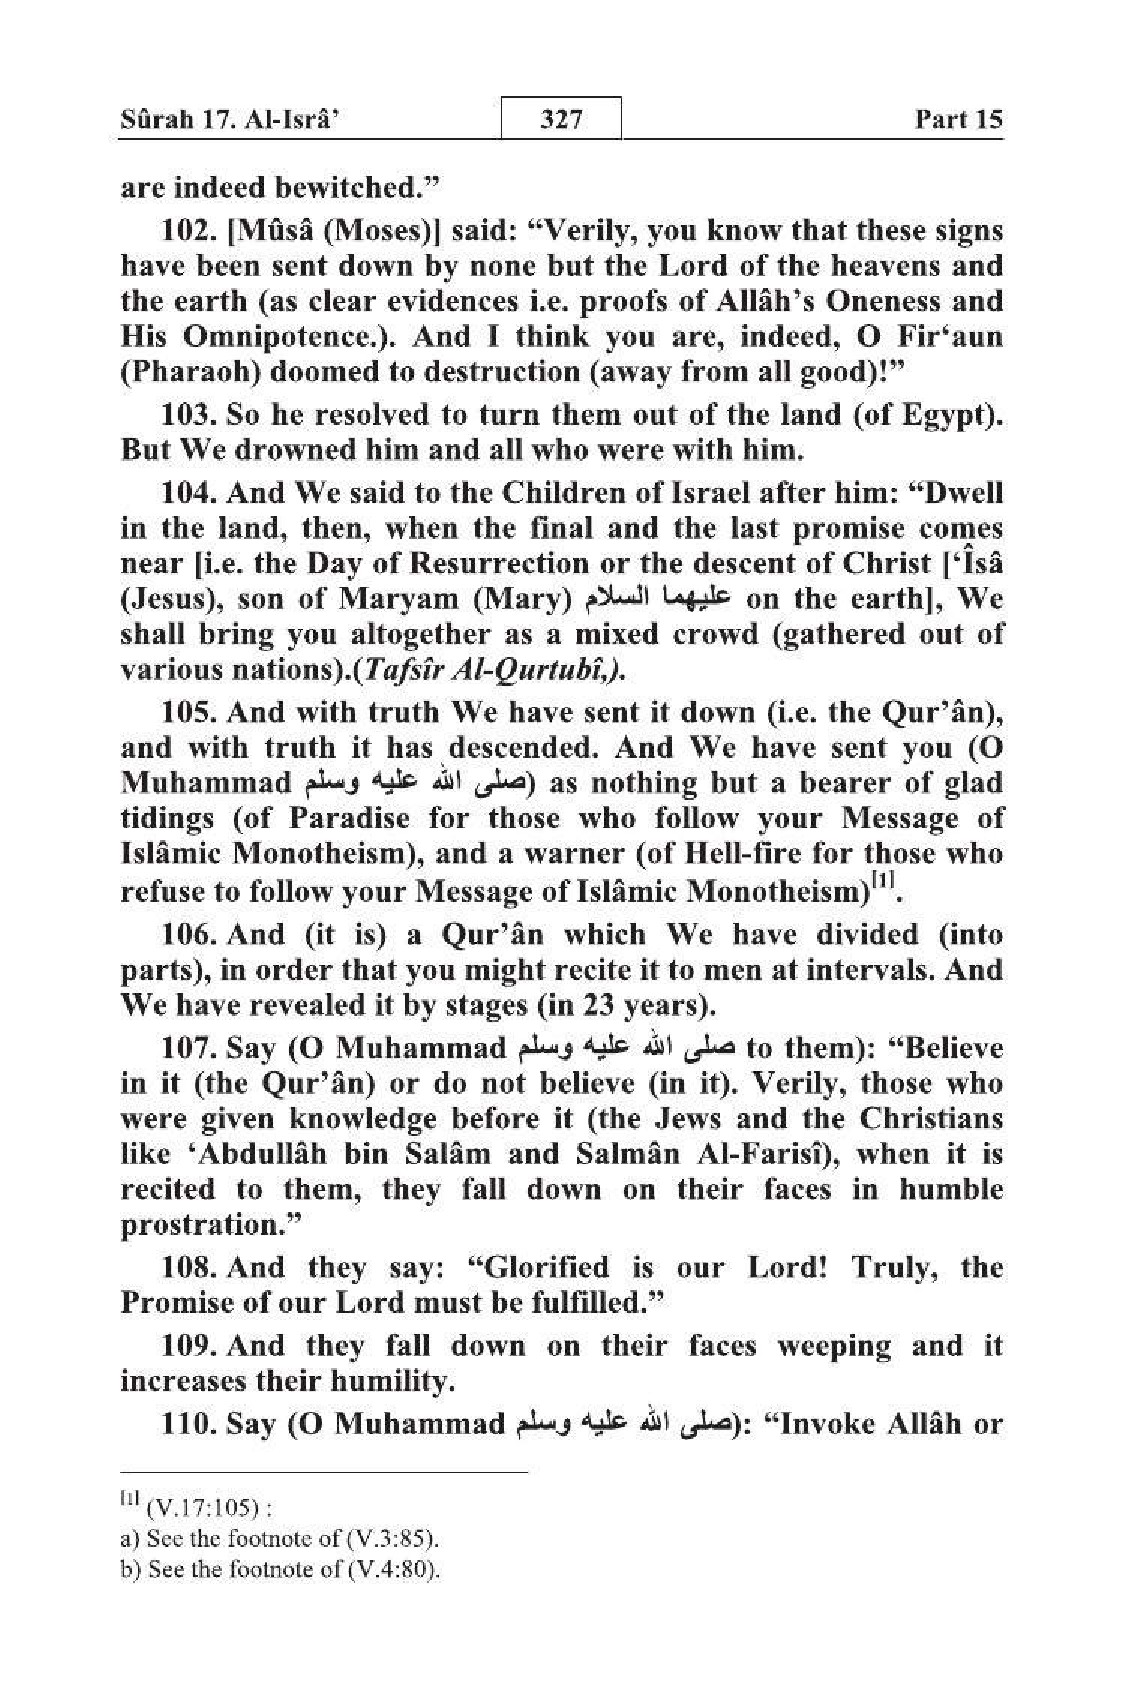 Sûrah 17. Al-Isrâ’ 327 Part 15
are indeed bewitched.”
102. [Mûsâ (Moses)] said: “Verily, you know that these signs
have been sent down by none but the Lord of the heavens and
the earth (as clear evidences i.e. proofs of Allâh’s Oneness and
His Omnipotence.). And I think you are, indeed, O Fir‘aun
(Pharaoh) doomed to destruction (away from all good)!”
103. So he resolved to turn them out of the land (of Egypt).
But We drowned him and all who were with him.
104. And We said to the Children of Israel after him: “Dwell
in the land, then, when the final and the last promise comes
near [i.e. the Day of Resurrection or the descent of Christ [‘Îsâ
(Jesus), son of Maryam (Mary) عليهما السلام on the earth], We
shall bring you altogether as a mixed crowd (gathered out of
various nations).(Tafsîr Al-Qurtubî,).
105. And with truth We have sent it down (i.e. the Qur’ân),
and with truth it has descended. And We have sent you (O
Muhammad صلى الله عليه وسلم) as nothing but a bearer of glad
tidings (of Paradise for those who follow your Message of
Islâmic Monotheism), and a warner (of Hell-fire for those who
refuse to follow your Message of Islâmic Monotheism)[1].
106. And (it is) a Qur’ân which We have divided (into
parts), in order that you might recite it to men at intervals. And
We have revealed it by stages (in 23 years).
107. Say (O Muhammad صلى الله عليه وسلم to them): “Believe
in it (the Qur’ân) or do not believe (in it). Verily, those who
were given knowledge before it (the Jews and the Christians
like ‘Abdullâh bin Salâm and Salmân Al-Farisî), when it is
recited to them, they fall down on their faces in humble
prostration.”
108. And they say: “Glorified is our Lord! Truly, the
Promise of our Lord must be fulfilled.”
109. And they fall down on their faces weeping and it
increases their humility.
110. Say (O Muhammad صلى الله عليه وسلم): “Invoke Allâh or
[1] (V.17:105) :
a) See the footnote of (V.3:85).
b) See the footnote of (V.4:80).